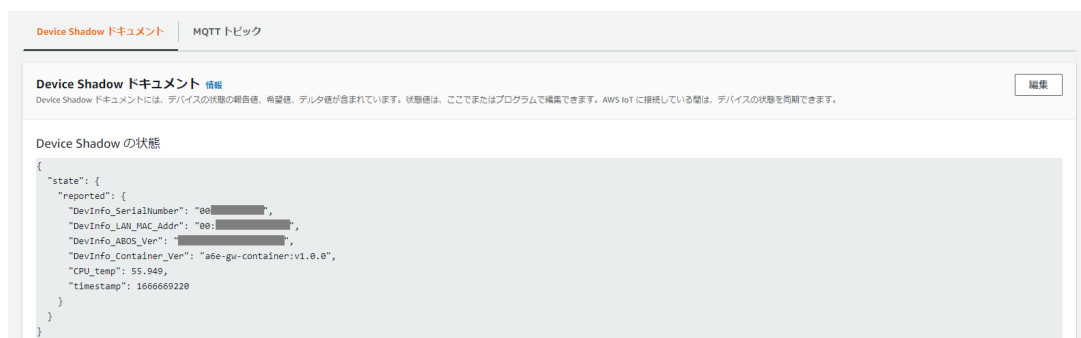 Device Shadow ドキュメント
MQTT トピック
Device Shadow ドキュメント 情報
編集
Device Shadow ドキュメントには、デバイスの状態の報告値、希望値、デルタ値が含まれています。状態値は、ここでまたはプログラムで編集できます。AWS IoT に接続している間は、デバイスの状態を同期できます。
Device Shadow の状態
{
"state": {
"reported": {
"DevInfo_SerialNumber": "00 ",
"DevInfo_LAN_MAC_Addr": "00: ",
"DevInfo_ABOS_Ver": " ",
"DevInfo_Container_Ver": "a6e-gw-container:v1.0.0",
"CPU_temp": 55.949,
"timestamp": 1666669220
}
}
}